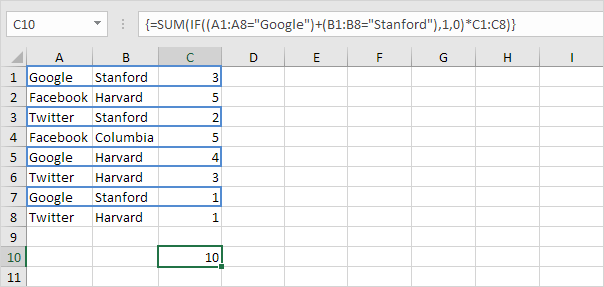 C10 {=SUM(IF((A1:A8="Google")+(B1:B8="Stanford"),1,0)*C1:C8)}
A B C D E F G H I
1 Google Stanford 3
2 Facebook Harvard 5
3 Twitter Stanford 2
4 Facebook Columbia 5
5 Google Harvard 4
6 Twitter Harvard 3
7 Google Stanford 1
8 Twitter Harvard 1
9
10 10
11